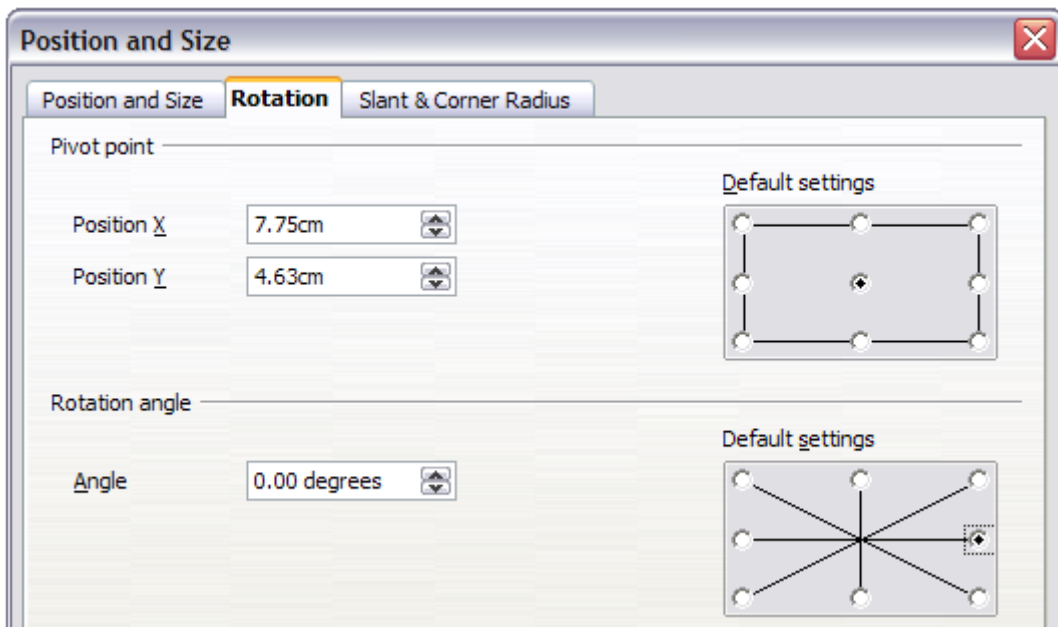 Position and Size
Position and Size Rotation Slant & Corner Radius
Pivot point
Default settings
Position X 7.75cm
Position Y 4.63cm
Rotation angle
Default settings
Angle 0.00 degrees